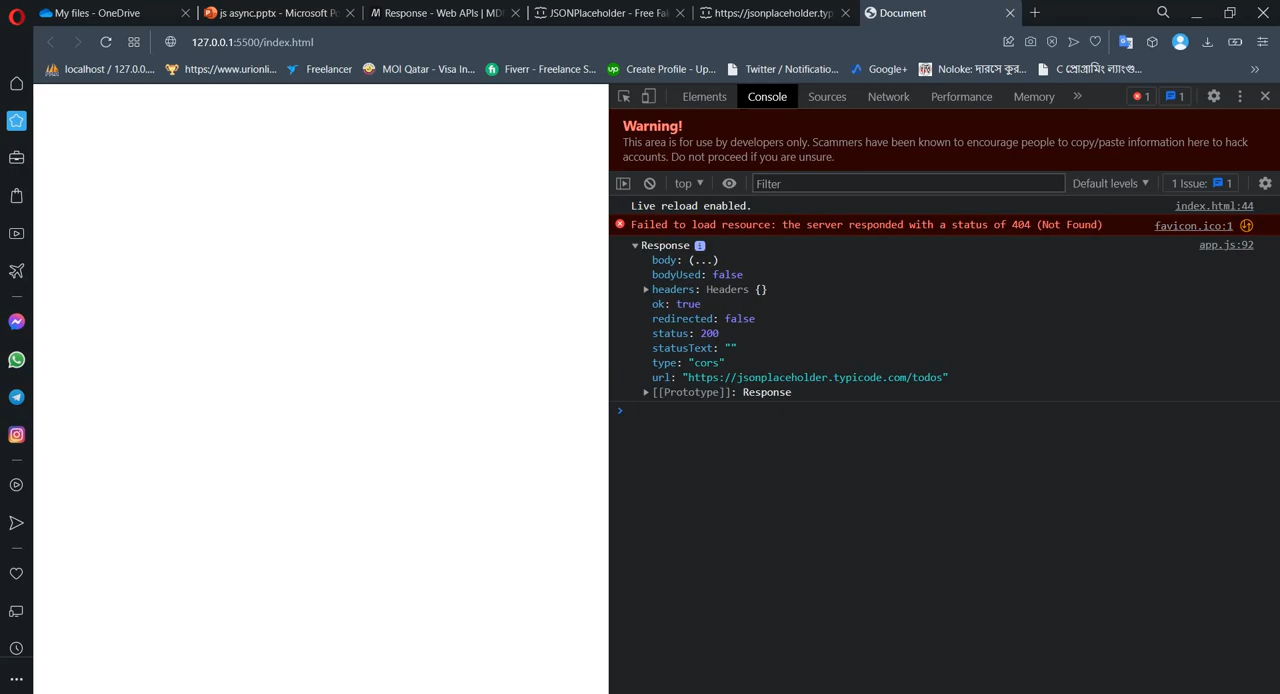 My files - OneDrive
js async.pptx - Microsoft Po
Response - Web APIs | MDN
JSONPlaceholder - Free Fak
https://jsonplaceholder.typ
Document
127.0.0.1:5500/index.html
localhost / 127.0.0....
https://www.urionli...
Freelancer
MOI Qatar - Visa In...
Fiverr - Freelance S...
Create Profile - Up...
Twitter / Notificatio...
Google+
Noloke: দারসে কুর...
C প্রোগ্রামিং ল্যাংগু...
Elements
Console
Sources
Network
Performance
Memory
1
1
Warning!
This area is for use by developers only. Scammers have been known to encourage people to copy/paste information here to hack
accounts. Do not proceed if you are unsure.
top
Filter
Default levels
1 Issue: 1
Live reload enabled. index.html:44
Failed to load resource: the server responded with a status of 404 (Not Found) favicon.ico:1
Response app.js:92
body: (...)
bodyUsed: false
headers: Headers {}
ok: true
redirected: false
status: 200
statusText: ""
type: "cors"
url: "https://jsonplaceholder.typicode.com/todos"
[[Prototype]]: Response